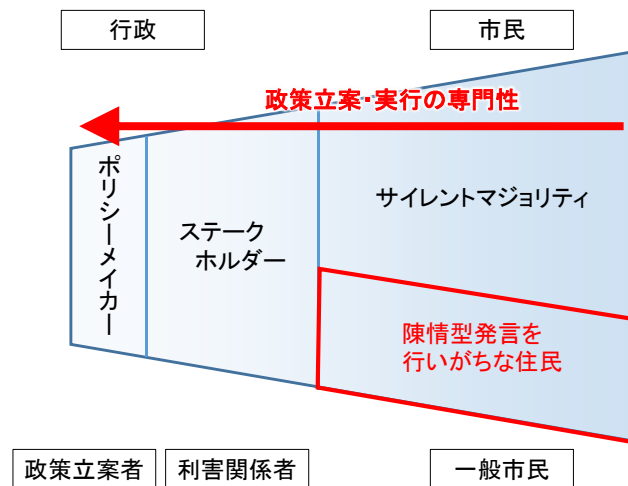 行政
市民
政策立案・実行の専門性
ポリシーメイカー
ステーク
ホルダー
サイレントマジョリティ
陳情型発言を
行いがちな住民
政策立案者
利害関係者
一般市民